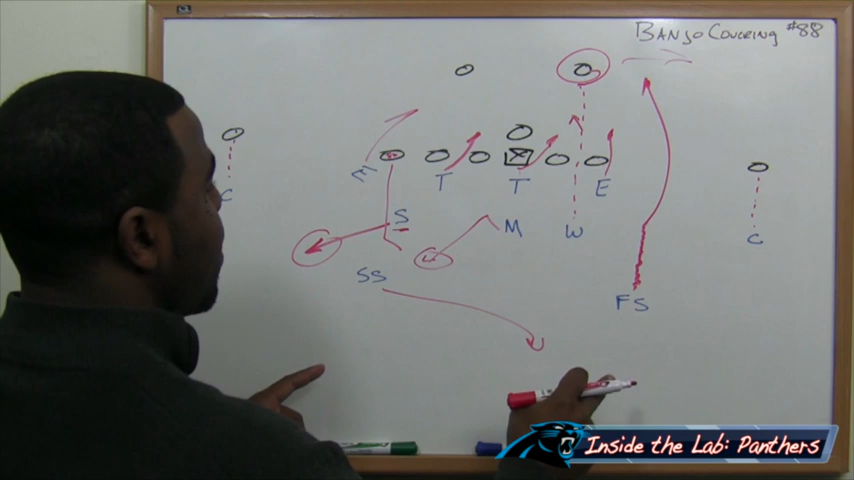 BANJO COVERING #88
E
T
T
E
C
S
M
W
C
SS
FS
Inside the Lab: Panthers